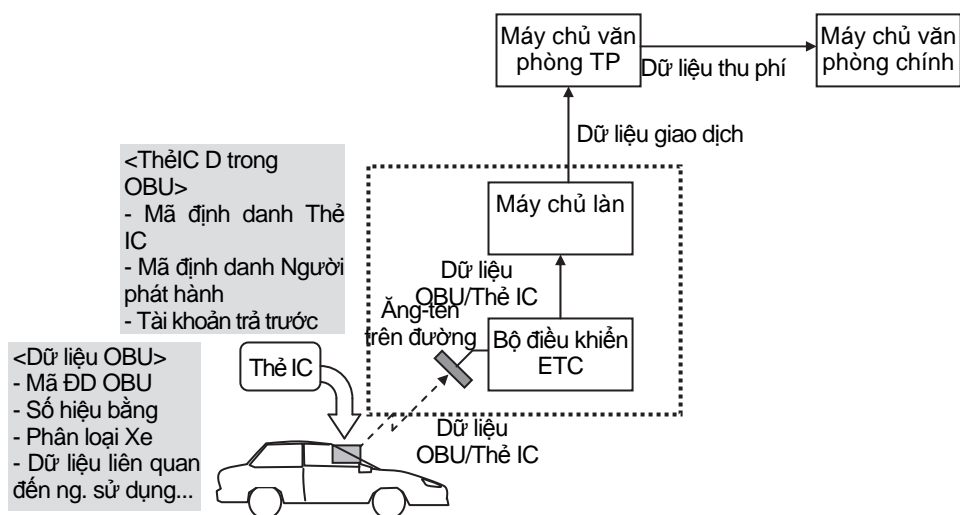 Máy chủ văn
phòng TP
Máy chủ văn
phòng chính
Dữ liệu thu phí
Dữ liệu giao dịch
<ThẻIC D trong
OBU>
- Mã định danh Thẻ
IC
- Mã định danh Người
phát hành
- Tài khoản trả trước
Máy chủ làn
Dữ liệu
OBU/Thẻ IC
Ăng-ten
trên đường
Bộ điều khiển
ETC
<Dữ liệu OBU>
- Mã ĐD OBU
- Số hiệu bằng
- Phân loại Xe
- Dữ liệu liên quan
đến ng. sử dụng...
Thẻ IC
Dữ liệu
OBU/Thẻ IC